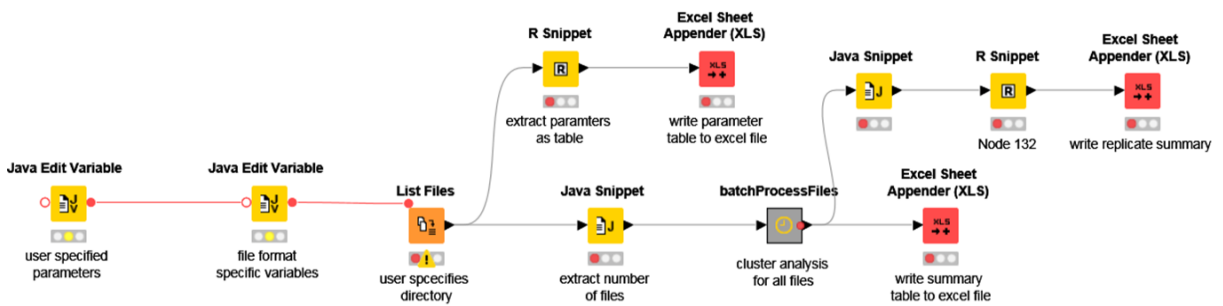 Excel Sheet
Appender (XLS)
R Snippet
R
XLS
extract paramters
as table
write parameter
table to excel file
Java Snippet
J
R Snippet
R
Node 132
Excel Sheet
Appender (XLS)
XLS
write replicate summary
Java Edit Variable
J
V
user specified
parameters
Java Edit Variable
J
V
file format
specific variables
List Files
user spcecifies
directory
Java Snippet
J
extract number
of files
batchProcessFiles
cluster analysis
for all files
Excel Sheet
Appender (XLS)
XLS
write summary
table to excel file